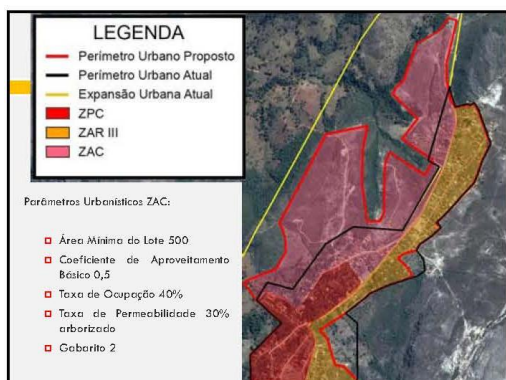 LEGENDA
Perímetro Urbano Proposto
Perímetro Urbano Atual
Expansão Urbana Atual
ZPC
ZAR III
ZAC
Parâmetros Urbanísticos ZAC:
Área Mínima do Lote 500
Coeficiente de Aproveitamento
Básico 0,5
Taxa de Ocupação 40%
Taxa de Permeabilidade 30%
arborizado
Gabarito 2